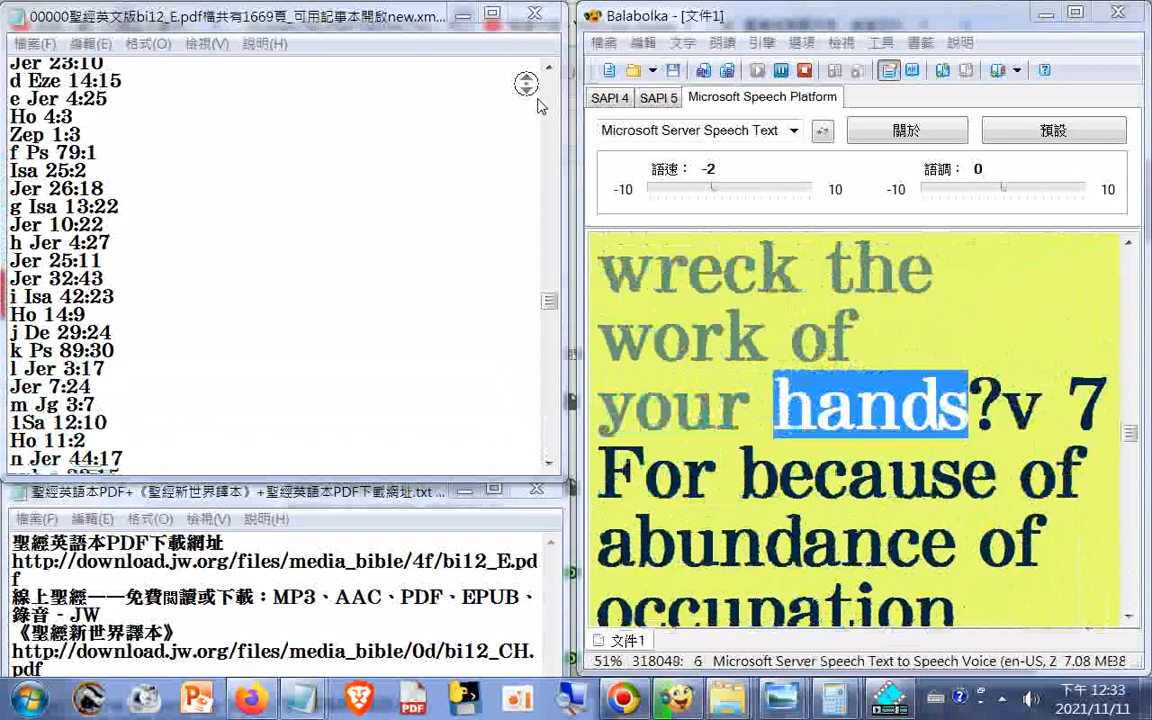 00000聖經英文版bi12_E.pdf檔共有1669頁_可用記事本開啟new.xm...
檔案(F) 編輯(E) 格式(O) 檢視(V) 說明(H)
Jer 23:10
d Eze 14:15
e Jer 4:25
Ho 4:3
Zep 1:3
f Ps 79:1
Isa 25:2
Jer 26:18
g Isa 13:22
Jer 10:22
h Jer 4:27
Jer 25:11
Jer 32:43
i Isa 42:23
Ho 14:9
j De 29:24
k Ps 89:30
l Jer 3:17
Jer 7:24
m Jg 3:7
1Sa 12:10
Ho 11:2
n Jer 44:17
聖經英語本PDF+《聖經新世界譯本》+聖經英語本PDF下載網址.txt ...
檔案(F) 編輯(E) 格式(O) 檢視(V) 說明(H)
聖經英語本PDF下載網址
http://download.jw.org/files/media_bible/4f/bi12_E.pd
f
線上聖經——免費閱讀或下載：MP3、AAC、PDF、EPUB、
錄音 - JW
《聖經新世界譯本》
http://download.jw.org/files/media_bible/0d/bi12_CH.
pdf
Balabolka - [文件1]
檔案 編輯 文字 朗讀 引擎 選項 檢視 工具 書籤 說明
SAPI 4 SAPI 5 Microsoft Speech Platform
Microsoft Server Speech Text 關於 預設
語速： -2 語調： 0
-10 10 -10 10
wreck the
work of
your hands?v 7
For because of
abundance of
occupation
文件1
51% 318048: 6 Microsoft Server Speech Text to Speech Voice (en-US, Z 7.08 MB
下午 12:33
2021/11/11